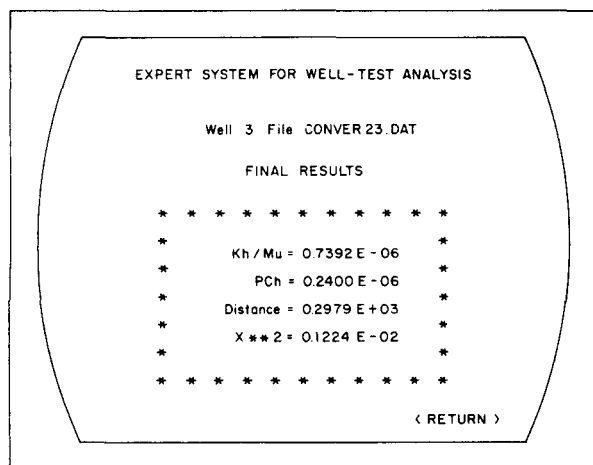 EXPERT SYSTEM FOR WELL-TEST ANALYSIS
Well 3 File CONVER23.DAT
FINAL RESULTS
* * * * * * * * * * *
* *
* Kh/Mu = 0.7392 E-06 *
* PCh = 0.2400 E-06 *
* Distance = 0.2979 E+03 *
* X**2 = 0.1224 E-02 *
* * * * * * * * * * *
< RETURN >